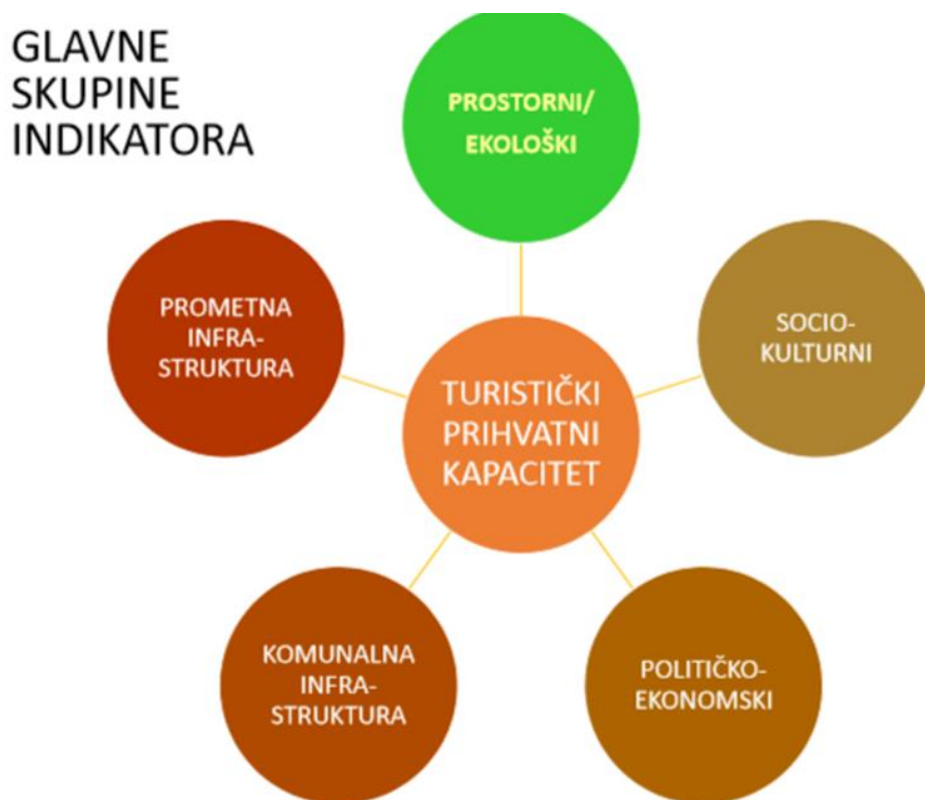 GLAVNE
SKUPINE
INDIKATORA
PROSTORNI/
EKOLOŠKI
PROMETNA
INFRA-
STRUKTURA
SOCIO-
KULTURNI
TURISTIČKI
PRIHVATNI
KAPACITET
KOMUNALNA
INFRA-
STRUKTURA
POLITIČKO-
EKONOMSKI